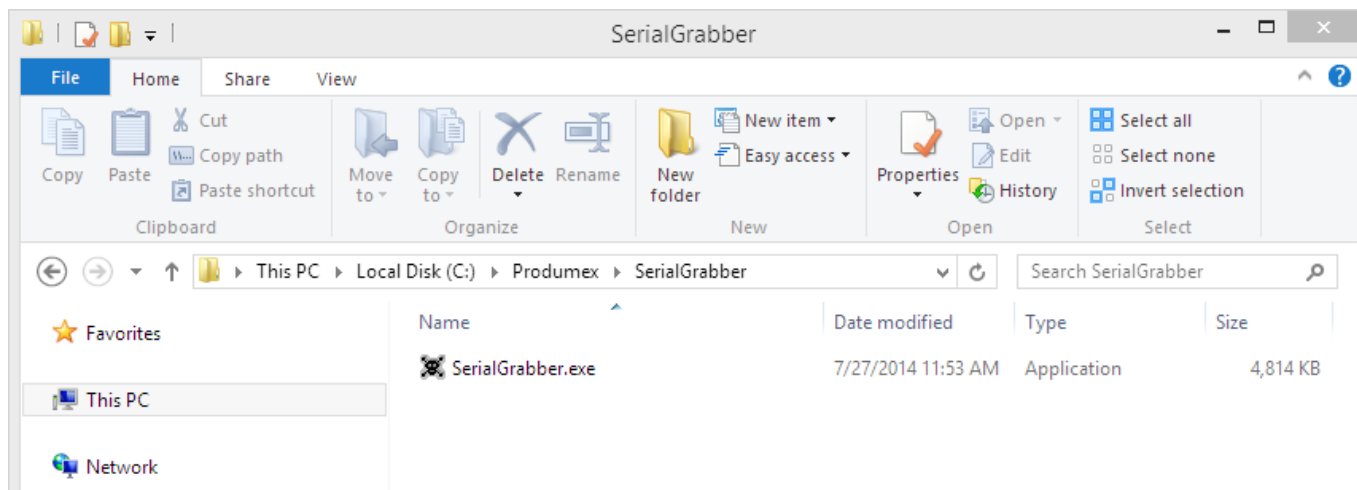 SerialGrabber
File Home Share View
Copy
Paste
Cut
Copy path
Paste shortcut
Clipboard
Move to
Copy to
Delete
Rename
Organize
New folder
New item
Easy access
New
Properties
Open
Edit
History
Open
Select all
Select none
Invert selection
Select
This PC Local Disk (C:) Produmex SerialGrabber
Search SerialGrabber
Favorites
This PC
Network
Name Date modified Type Size
SerialGrabber.exe 7/27/2014 11:53 AM Application 4,814 KB